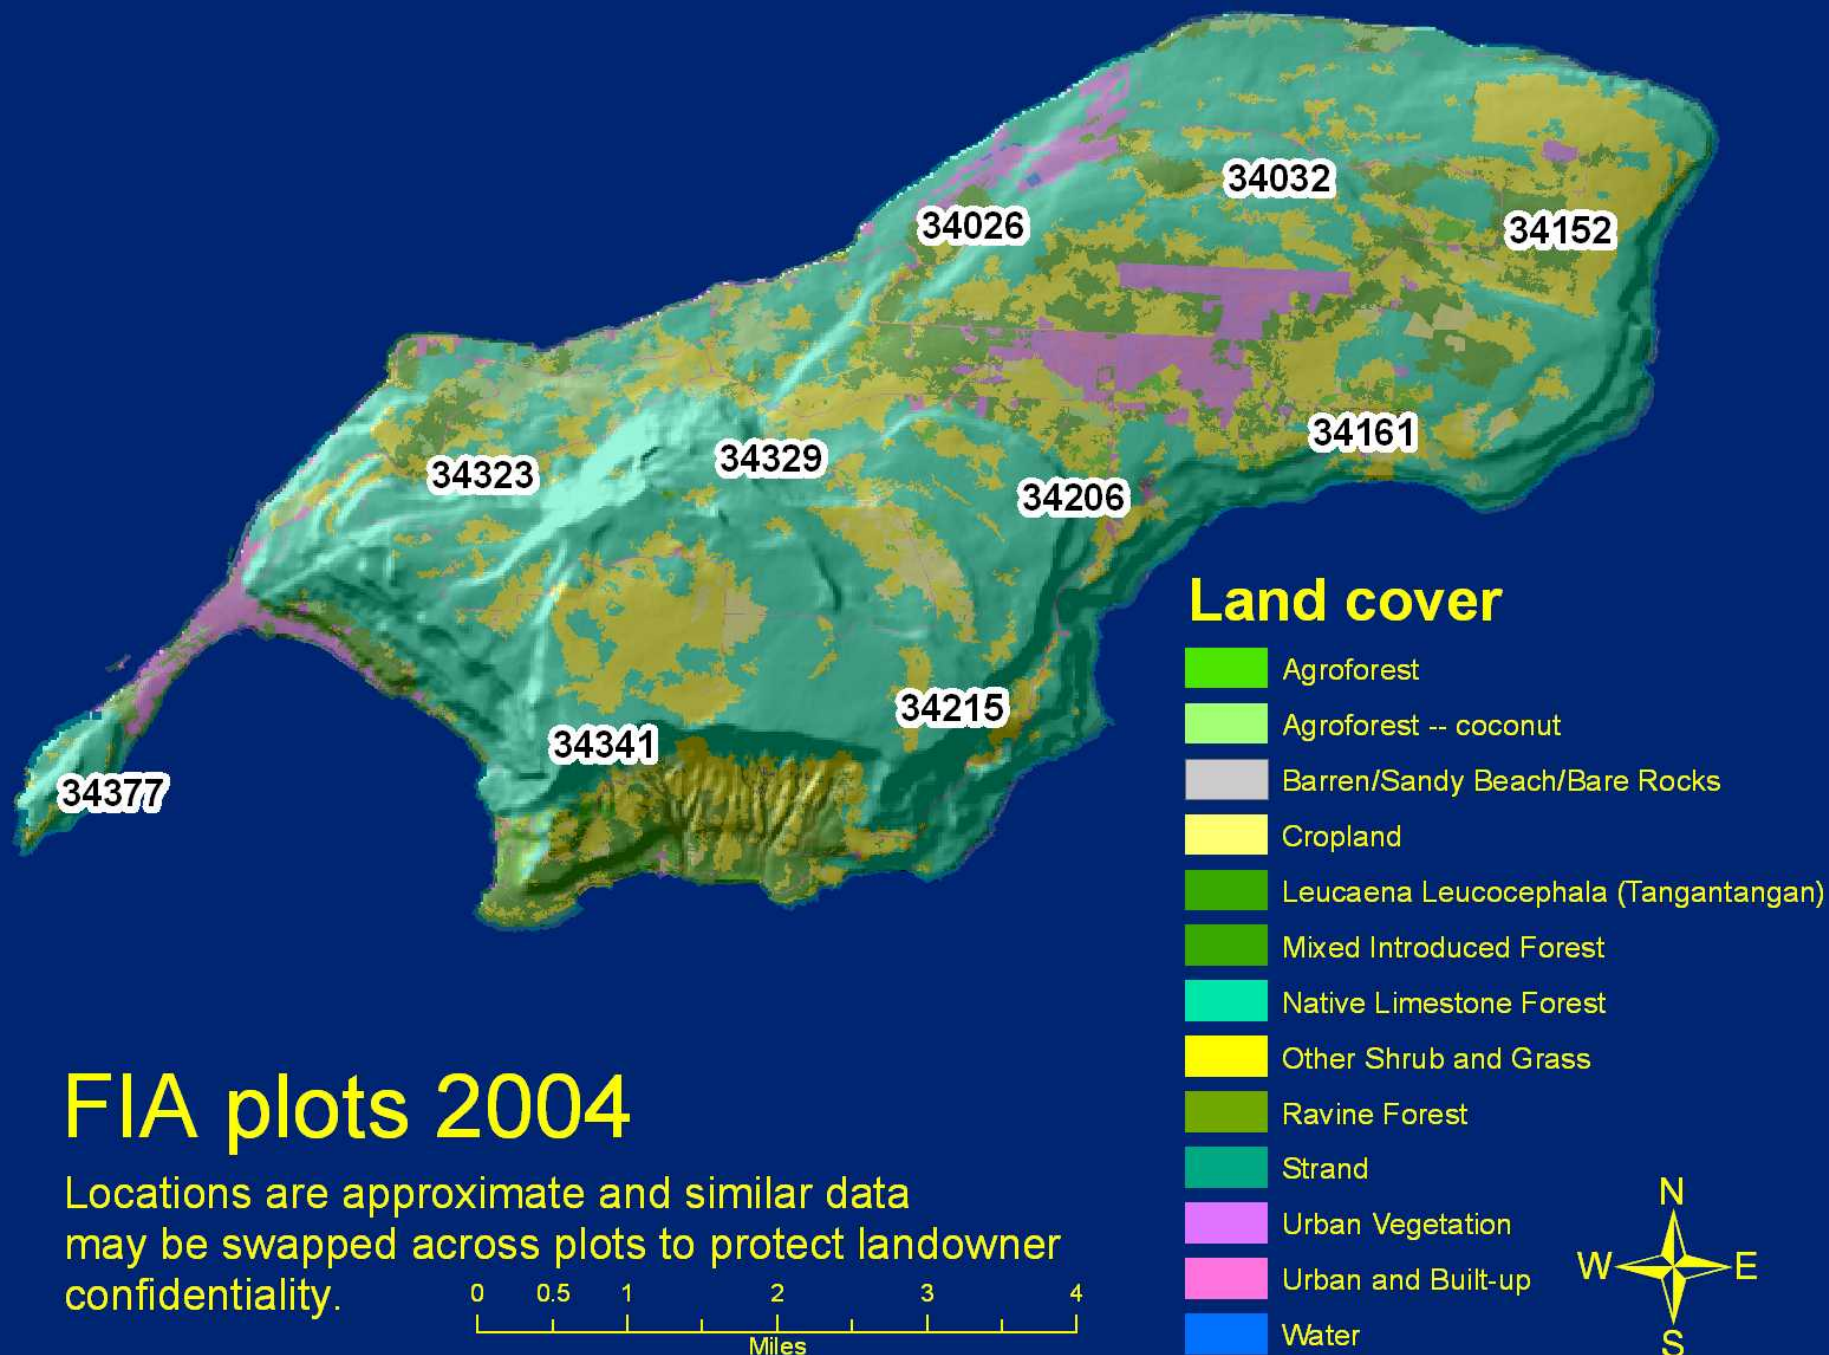 34032
34026
34152
34161
34329
34323
34206
34215
34341
34377
Land cover
Agroforest
Agroforest -- coconut
Barren/Sandy Beach/Bare Rocks
Cropland
Leucaena Leucocephala (Tangantangan)
Mixed Introduced Forest
Native Limestone Forest
Other Shrub and Grass
Ravine Forest
Strand
Urban Vegetation
Urban and Built-up
Water
FIA plots 2004
Locations are approximate and similar data
may be swapped across plots to protect landowner
confidentiality.
0 0.5 1 2 3 4
Miles
N
W E
S